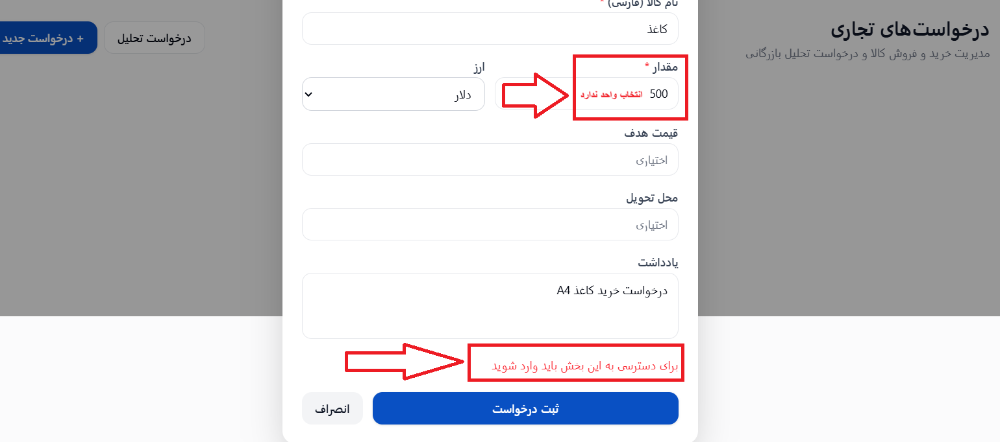 درخواست‌های تجاری
مدیریت خرید و فروش کالا و درخواست تحلیل بازرگانی
درخواست تحلیل
+ درخواست جدید
نام کالا (فارسی) *
کاغذ
مقدار *
500
انتخاب واحد ندارد
ارز
دلار
قیمت هدف
اختیاری
محل تحویل
اختیاری
یادداشت
درخواست خرید کاغذ A4
برای دسترسی به این بخش باید وارد شوید
ثبت درخواست
انصراف